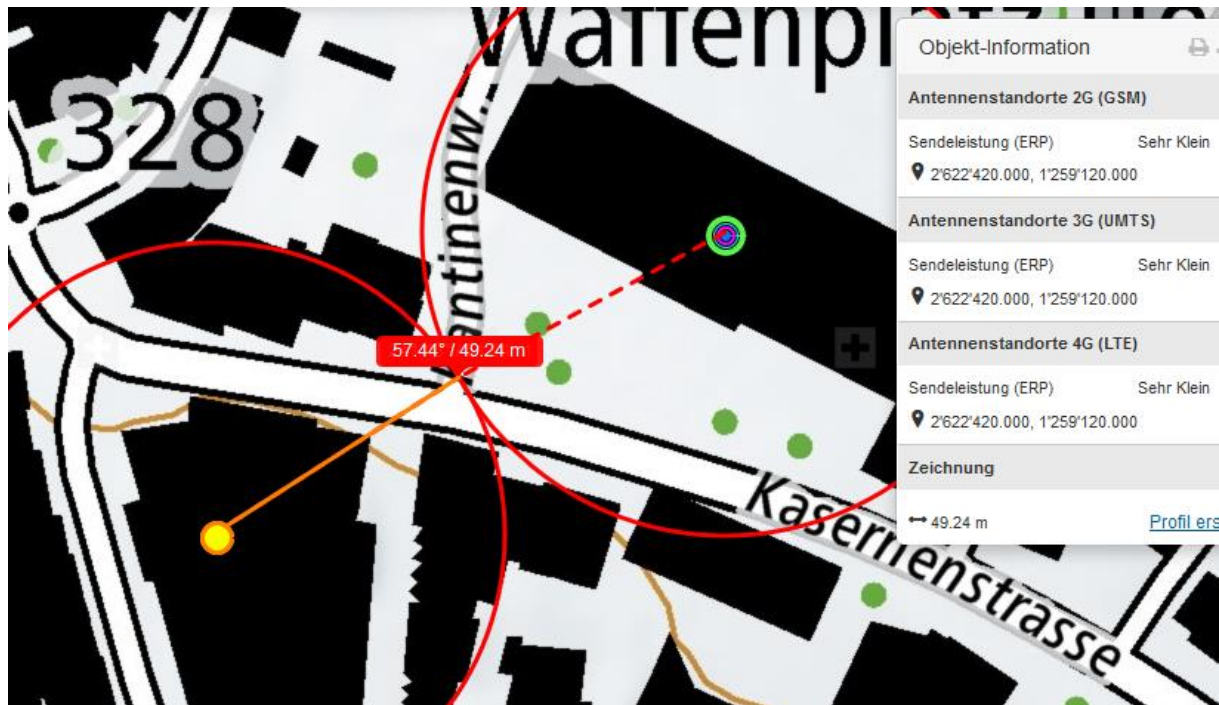 328
antinenw.
57.44° / 49.24 m
Kasernenstrasse
Objekt-Information
Antennenstandorte 2G (GSM)
Sendeleistung (ERP) Sehr Klein
2'622'420.000, 1'259'120.000
Antennenstandorte 3G (UMTS)
Sendeleistung (ERP) Sehr Klein
2'622'420.000, 1'259'120.000
Antennenstandorte 4G (LTE)
Sendeleistung (ERP) Sehr Klein
2'622'420.000, 1'259'120.000
Zeichnung
49.24 m Profil ers